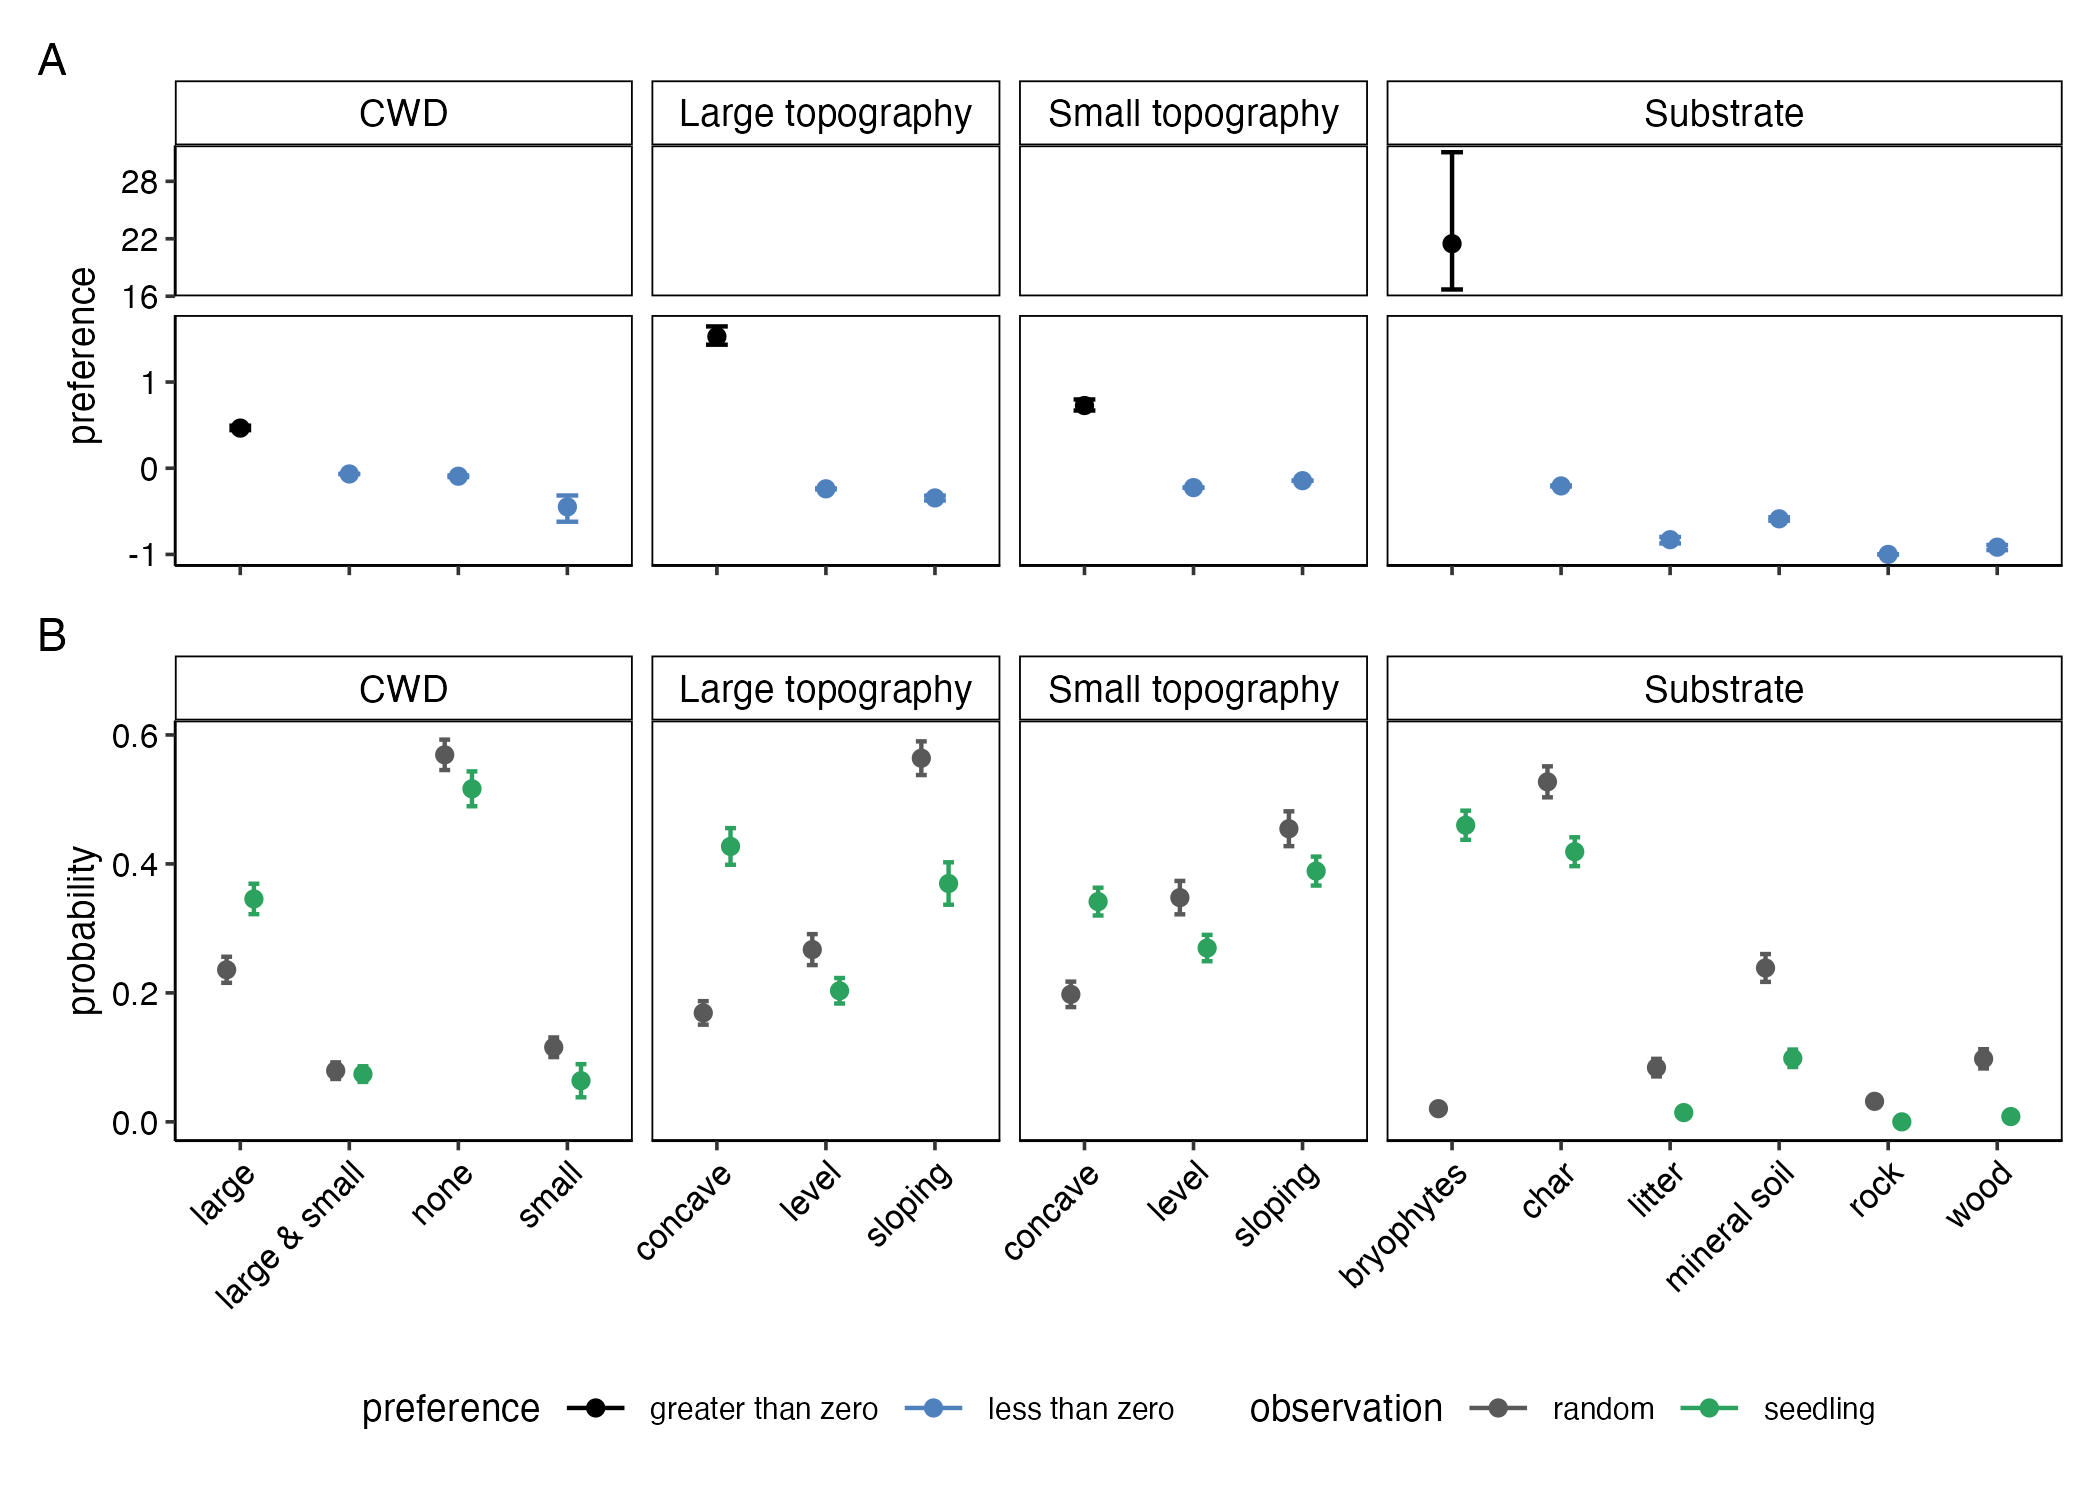 A
CWD Large topography Small topography Substrate
28
22
16
preference
1
0
-1
B
CWD Large topography Small topography Substrate
0.6
0.4
0.2
0.0
probability
large large & small none small concave level sloping concave level sloping bryophytes char litter mineral soil rock wood
preference greater than zero less than zero observation random seedling